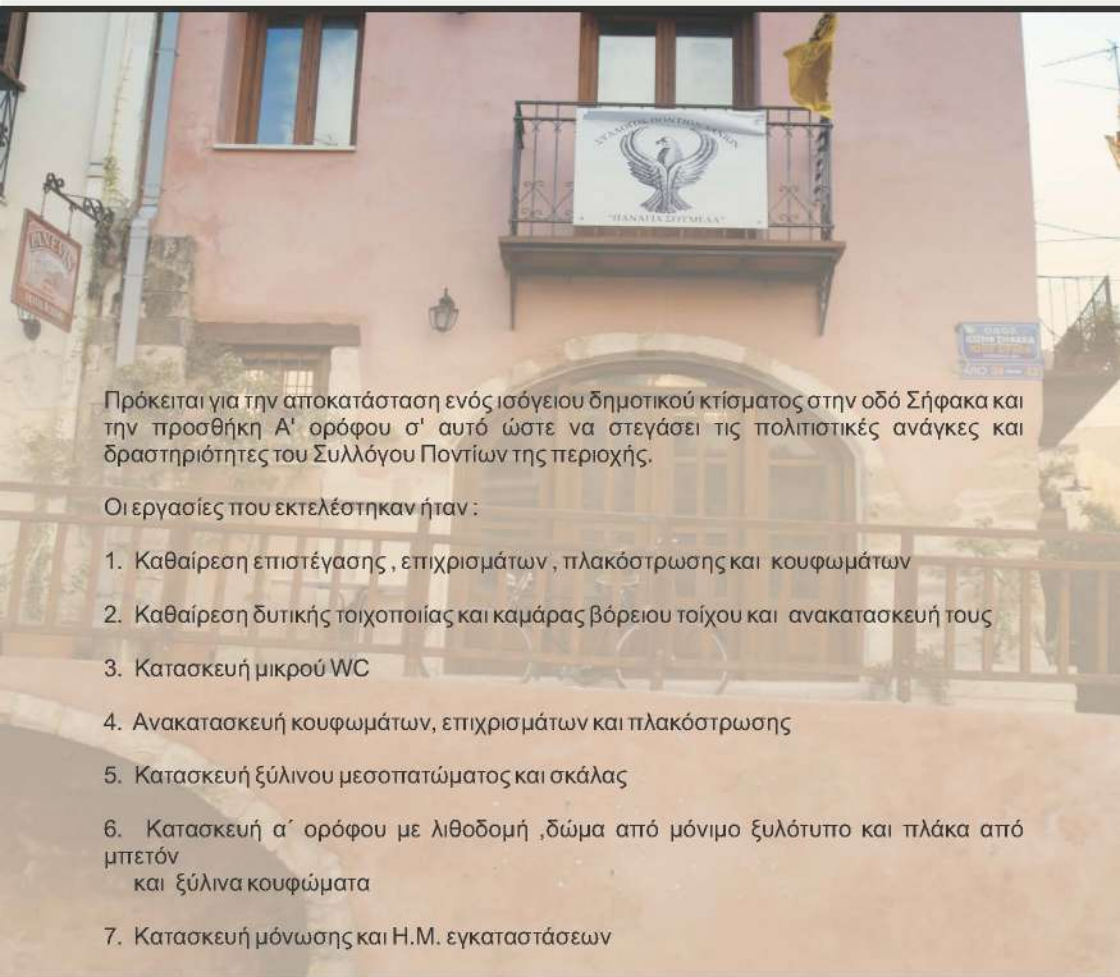 ΣΥΛΛΟΓΟΣ ΠΟΝΤΙΩΝ
"ΠΑΝΑΓΙΑ ΣΟΥΜΕΛΑ"
ΟΔΟΣ
Πρόκειται για την αποκατάσταση ενός ισόγειου δημοτικού κτίσματος στην οδό Σήφακα και
την προσθήκη Α' ορόφου σ' αυτό ώστε να στεγάσει τις πολιτιστικές ανάγκες και
δραστηριότητες του Συλλόγου Ποντίων της περιοχής.
Οι εργασίες που εκτελέστηκαν ήταν :
1. Καθαίρεση επιστέγασης , επιχρισμάτων , πλακόστρωσης και κουφωμάτων
2. Καθαίρεση δυτικής τοιχοποιίας και καμάρας βόρειου τοίχου και ανακατασκευή τους
3. Κατασκευή μικρού WC
4. Ανακατασκευή κουφωμάτων, επιχρισμάτων και πλακόστρωσης
5. Κατασκευή ξύλινου μεσοπατώματος και σκάλας
6. Κατασκευή α΄ ορόφου με λιθοδομή ,δώμα από μόνιμο ξυλότυπο και πλάκα από
μπετόν
και ξύλινα κουφώματα
7. Κατασκευή μόνωσης και Η.Μ. εγκαταστάσεων